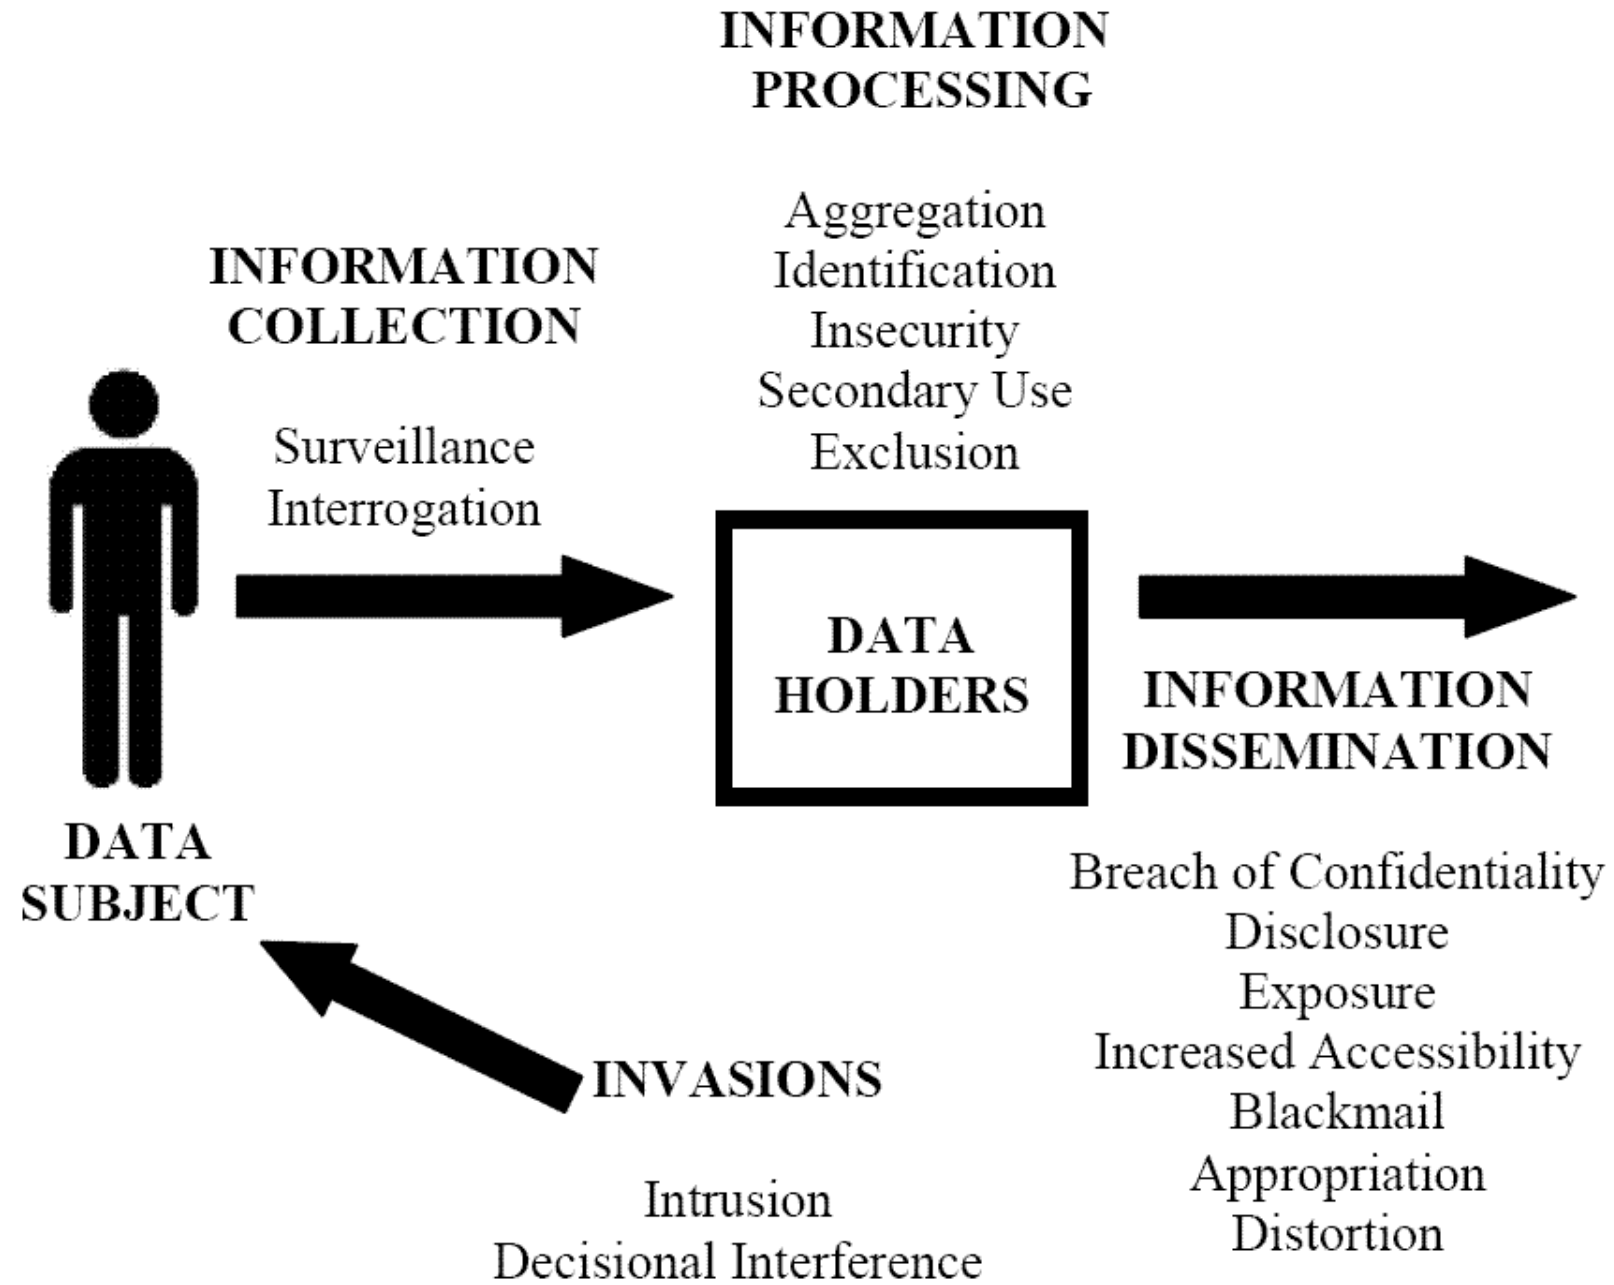 INFORMATION
PROCESSING
Aggregation
Identification
Insecurity
Secondary Use
Exclusion
INFORMATION
COLLECTION
Surveillance
Interrogation
DATA
HOLDERS
INFORMATION
DISSEMINATION
Breach of Confidentiality
Disclosure
Exposure
Increased Accessibility
Blackmail
Appropriation
Distortion
DATA
SUBJECT
INVASIONS
Intrusion
Decisional Interference